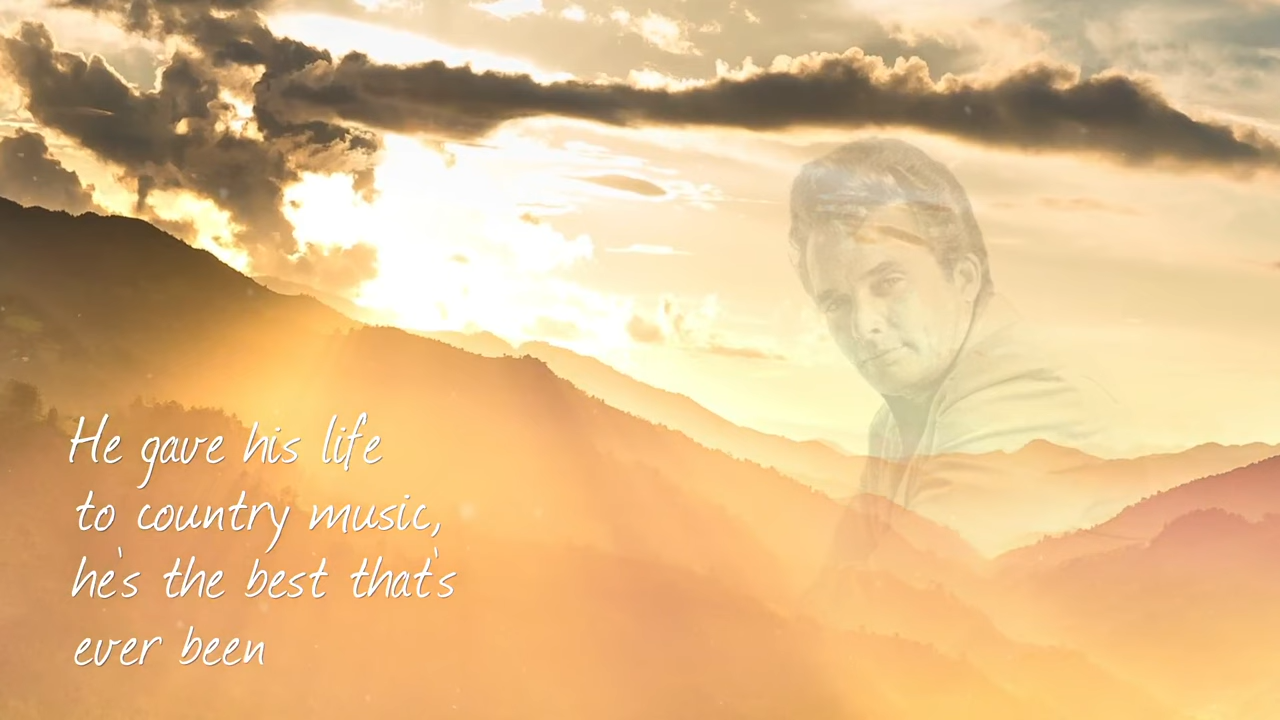 He gave his life
to country music,
he's the best that's
ever been